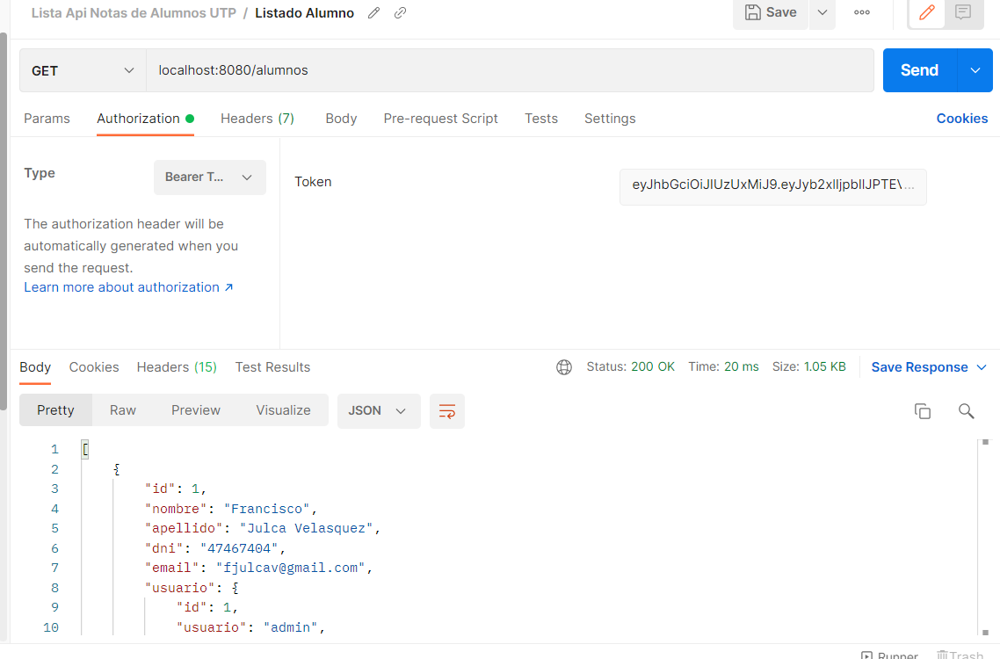 Lista Api Notas de Alumnos UTP / Listado Alumno
Save
GET
localhost:8080/alumnos
Send
Params Authorization Headers (7) Body Pre-request Script Tests Settings Cookies
Type
Bearer T...
The authorization header will be
automatically generated when you
send the request.
Learn more about authorization ↗
Token
Body Cookies Headers (15) Test Results
Status: 200 OK Time: 20 ms Size: 1.05 KB Save Response
Pretty Raw Preview Visualize JSON
1 [
2 {
3 "id": 1,
4 "nombre": "Francisco",
5 "apellido": "Julca Velasquez",
6 "dni": "47467404",
7 "email": "fjulcav@gmail.com",
8 "usuario": {
9 "id": 1,
10 "usuario": "admin",
Runner Trash